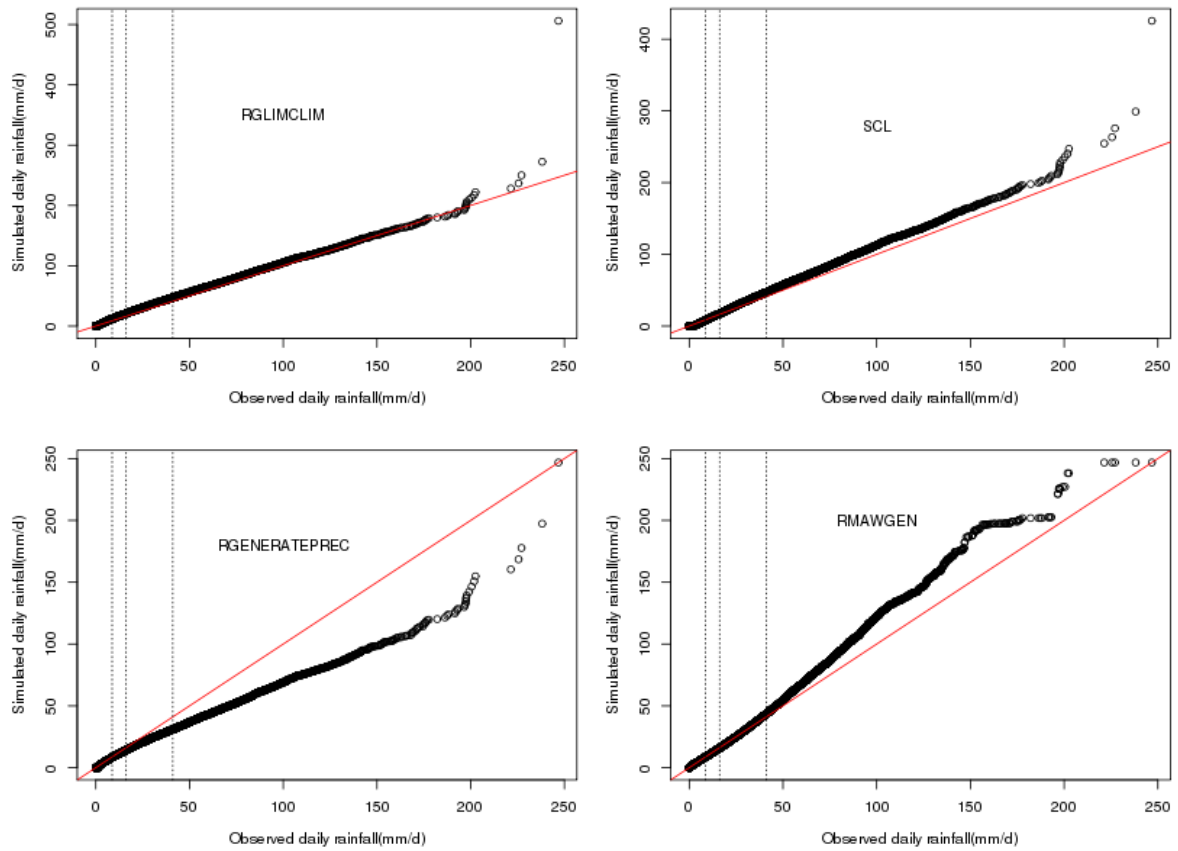 500
400
300
200
100
0
Simulated daily rainfall(mm/d)
RGLIMCLIM
0 50 100 150 200 250
Observed daily rainfall(mm/d)
400
300
200
100
0
Simulated daily rainfall(mm/d)
SCL
0 50 100 150 200 250
Observed daily rainfall(mm/d)
250
200
150
100
50
0
Simulated daily rainfall(mm/d)
RGENERATEPREC
0 50 100 150 200 250
Observed daily rainfall(mm/d)
250
200
150
100
50
0
Simulated daily rainfall(mm/d)
RMAWGEN
0 50 100 150 200 250
Observed daily rainfall(mm/d)